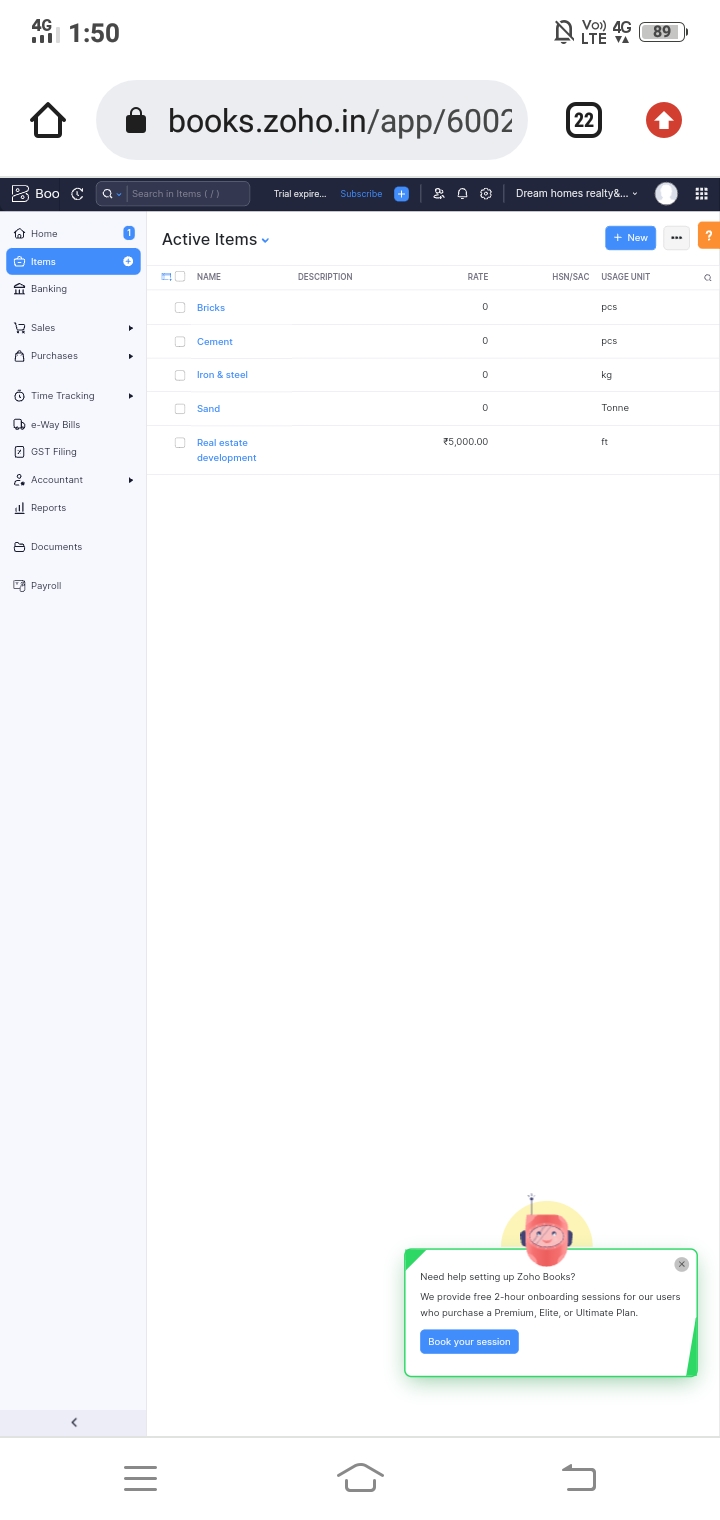 4G 1:50 Vo)) LTE 4G 89
books.zoho.in/app/6002 22
Boo Search in Items ( / ) Trial expire... Subscribe Dream homes realty&...
Home 1
Items
Banking
Sales
Purchases
Time Tracking
e-Way Bills
GST Filing
Accountant
Reports
Documents
Payroll
Active Items + New ••• ?
NAME DESCRIPTION RATE HSN/SAC USAGE UNIT
Bricks 0 pcs
Cement 0 pcs
Iron & steel 0 kg
Sand 0 Tonne
Real estate ₹5,000.00 ft
development
Need help setting up Zoho Books?
We provide free 2-hour onboarding sessions for our users
who purchase a Premium, Elite, or Ultimate Plan.
Book your session